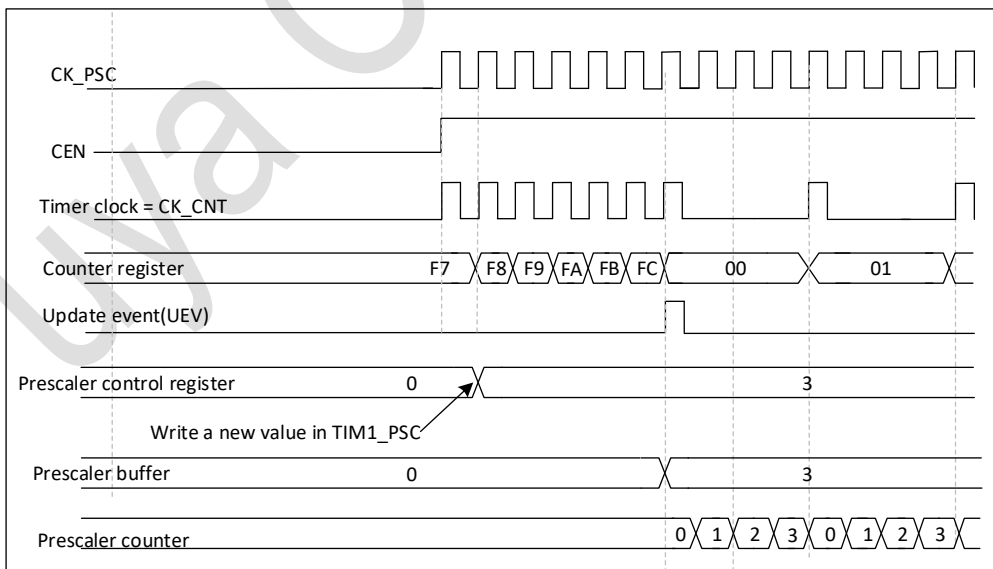 CK_PSC
CEN
Timer clock = CK_CNT
Counter register F7 F8 F9 FA FB FC 00 01
Update event(UEV)
Prescaler control register 0 3
Write a new value in TIM1_PSC
Prescaler buffer 0 3
Prescaler counter 0 1 2 3 0 1 2 3